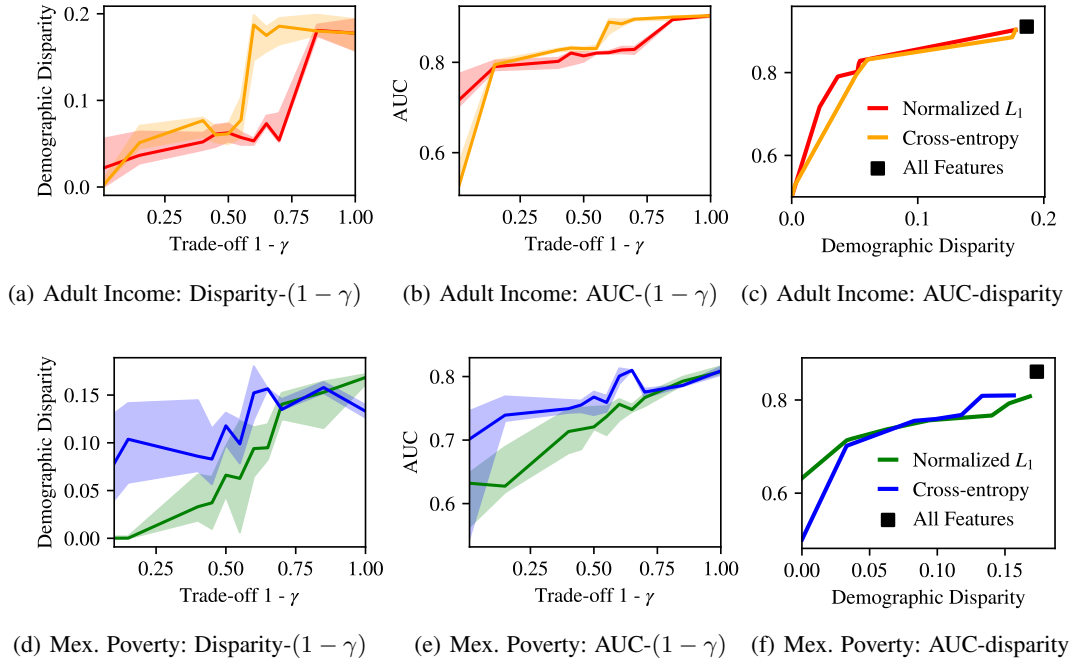 Demographic Disparity
0.2
0.1
0.0
0.25 0.50 0.75 1.00
Trade-off 1 - γ
AUC
0.8
0.6
0.25 0.50 0.75 1.00
Trade-off 1 - γ
0.8
0.6
Normalized L₁
Cross-entropy
All Features
0.0 0.1 0.2
Demographic Disparity
(a) Adult Income: Disparity-(1 − γ)
(b) Adult Income: AUC-(1 − γ)
(c) Adult Income: AUC-disparity
Demographic Disparity
0.15
0.10
0.05
0.00
0.25 0.50 0.75 1.00
Trade-off 1 - γ
AUC
0.8
0.7
0.6
0.25 0.50 0.75 1.00
Trade-off 1 - γ
0.8
0.6
Normalized L₁
Cross-entropy
All Features
0.00 0.05 0.10 0.15
Demographic Disparity
(d) Mex. Poverty: Disparity-(1 − γ)
(e) Mex. Poverty: AUC-(1 − γ)
(f) Mex. Poverty: AUC-disparity